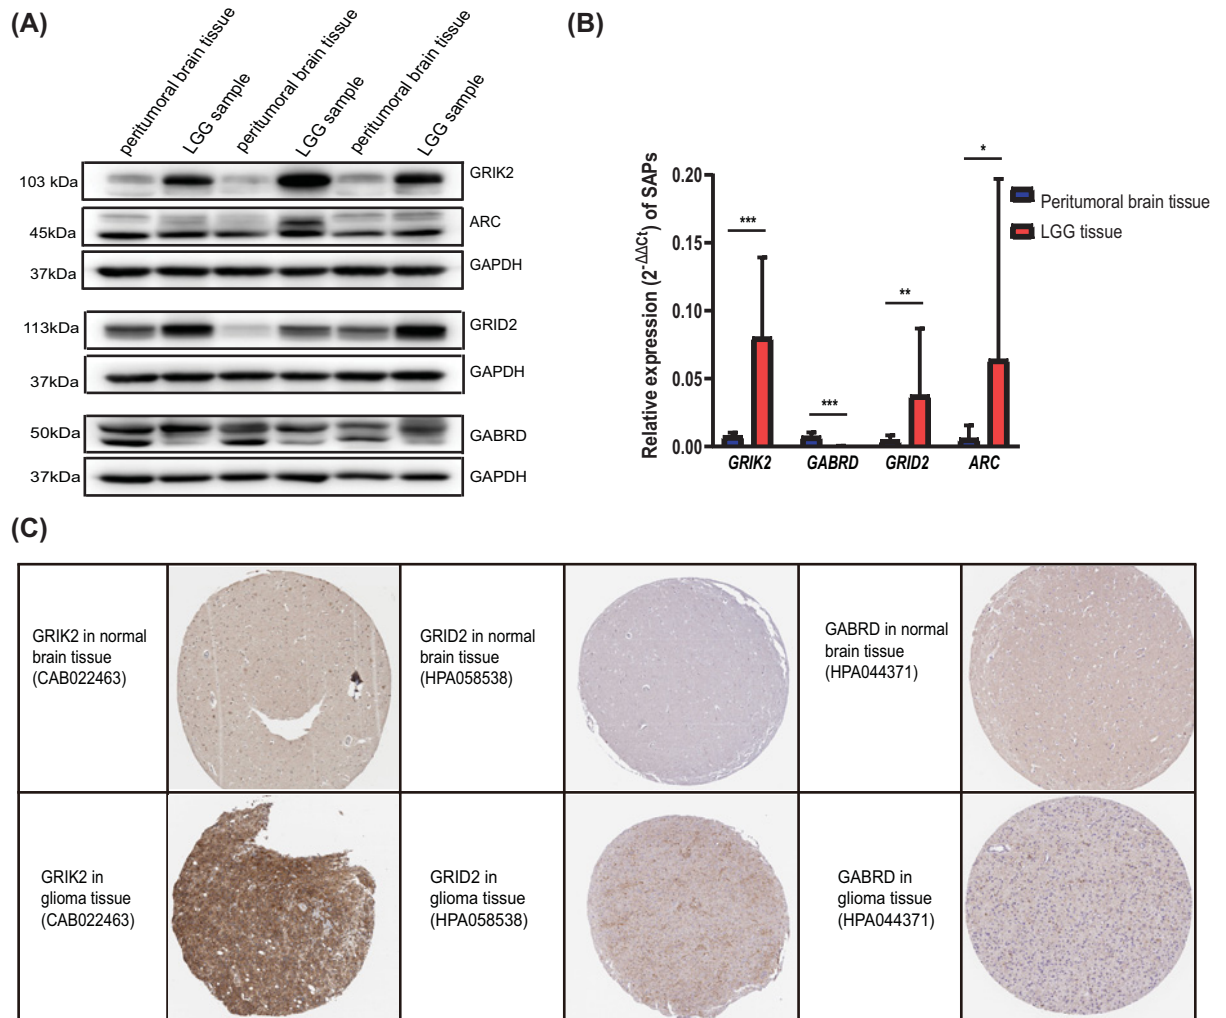 (A)
peritumoral brain tissue
LGG sample
peritumoral brain tissue
LGG sample
peritumoral brain tissue
LGG sample
103 kDa
GRIK2
45kDa
ARC
37kDa
GAPDH
113kDa
GRID2
37kDa
GAPDH
50kDa
GABRD
37kDa
GAPDH
(B)
Relative expression (2^-ΔΔCt) of SAPs
0.20
0.15
0.10
0.05
0.00
***
***
**
*
GRIK2
GABRD
GRID2
ARC
Peritumoral brain tissue
LGG tissue
(C)
GRIK2 in normal
brain tissue
(CAB022463)
GRID2 in normal
brain tissue
(HPA058538)
GABRD in normal
brain tissue
(HPA044371)
GRIK2 in
glioma tissue
(CAB022463)
GRID2 in
glioma tissue
(HPA058538)
GABRD in
glioma tissue
(HPA044371)